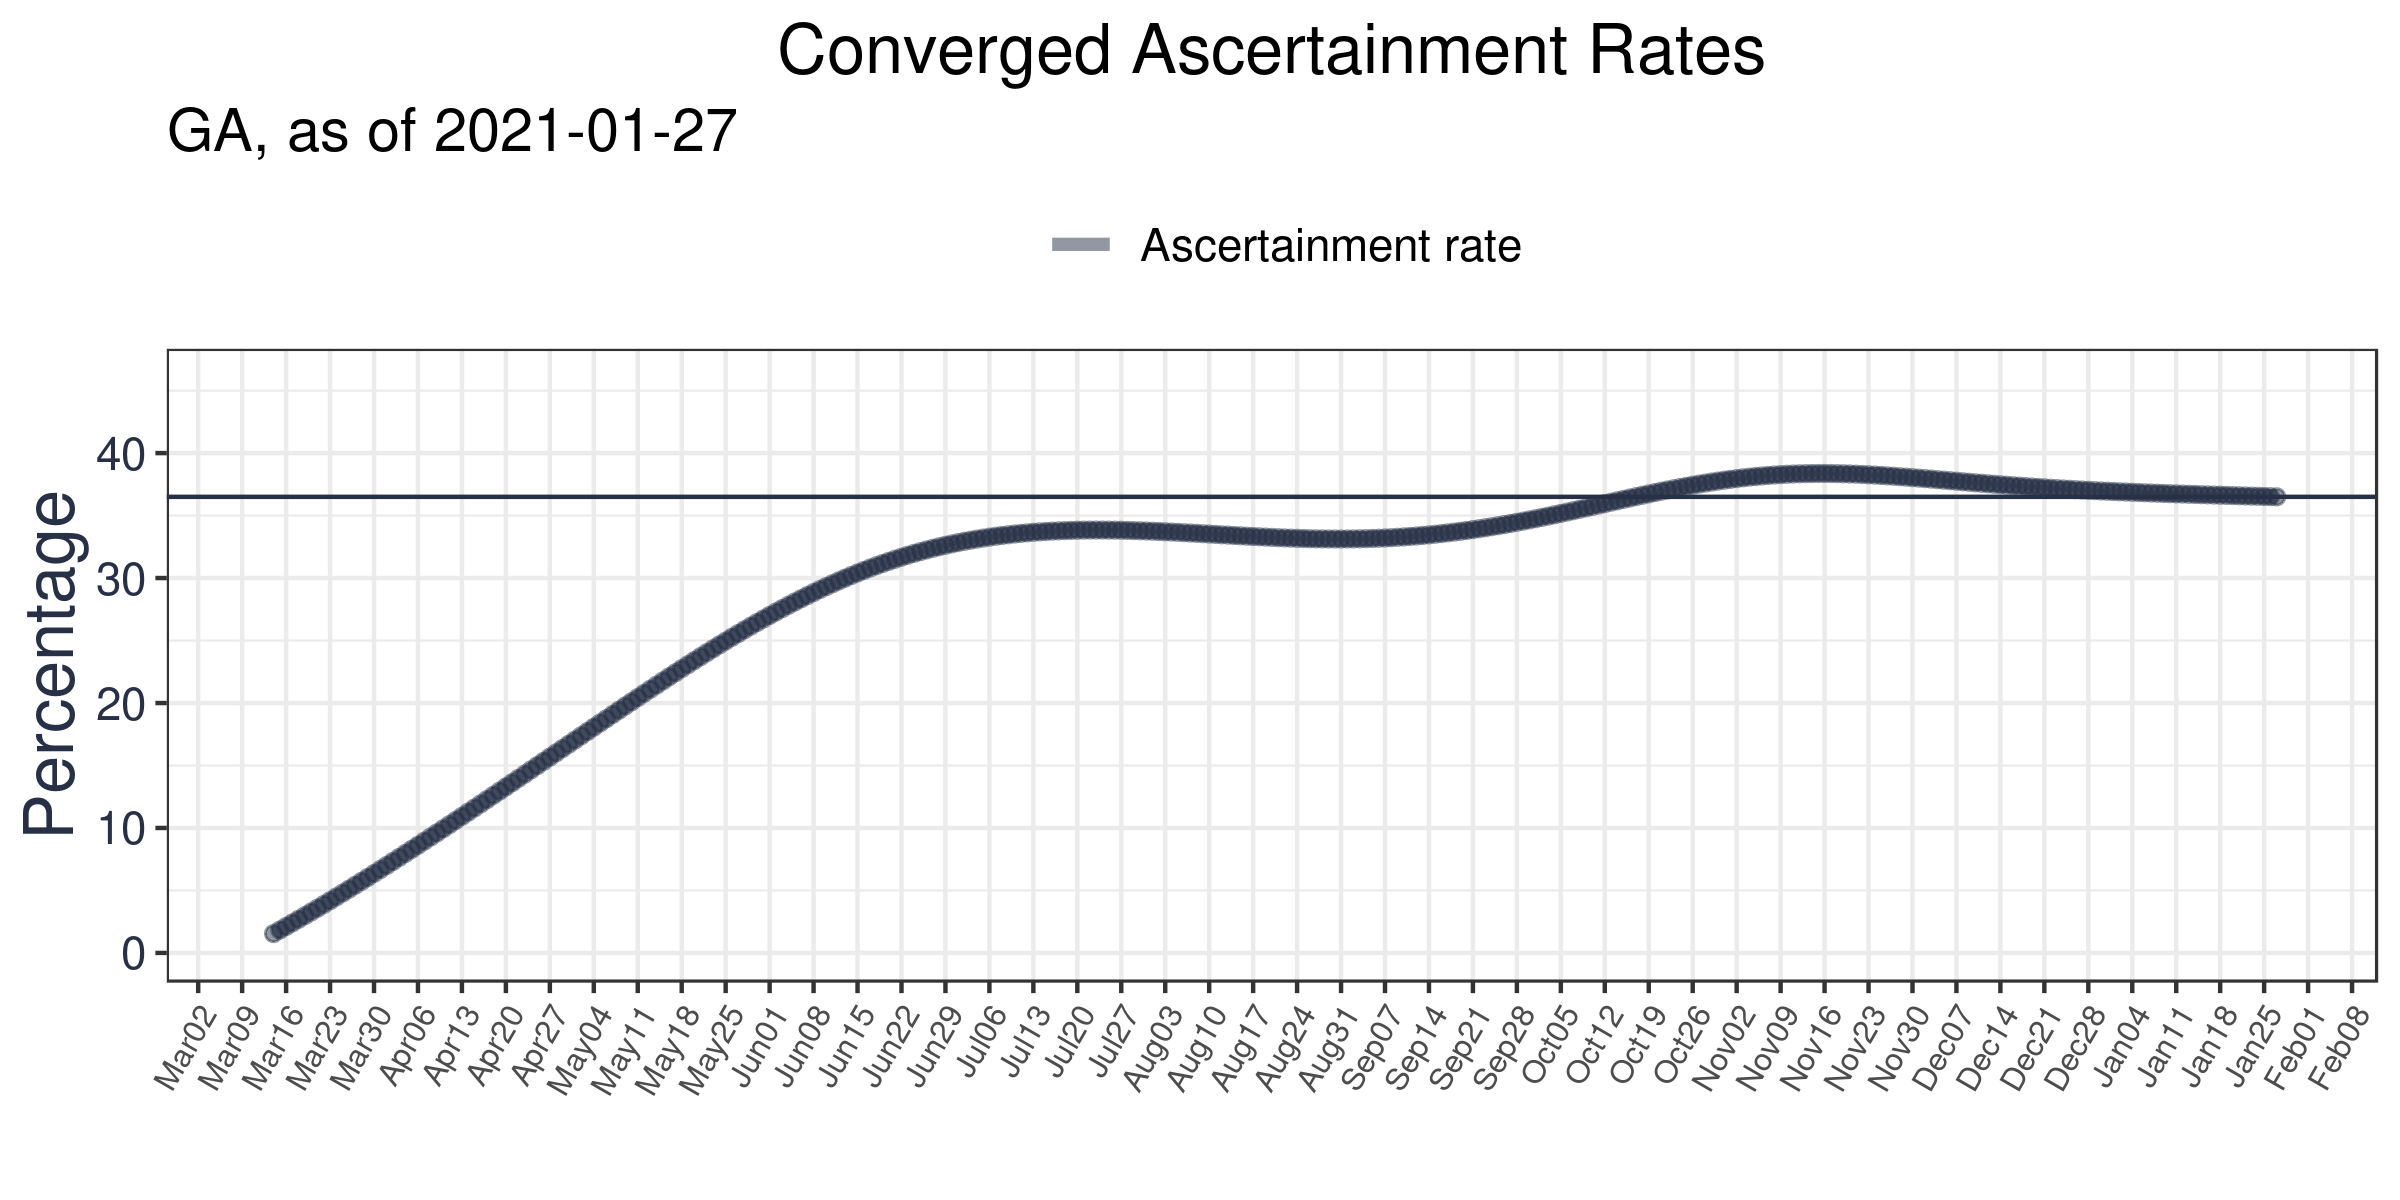 Converged Ascertainment Rates
GA, as of 2021-01-27
Ascertainment rate
Percentage
40
30
20
10
0
Mar02 Mar09 Mar16 Mar23 Mar30 Apr06 Apr13 Apr20 Apr27 May04 May11 May18 May25 Jun01 Jun08 Jun15 Jun22 Jun29 Jul06 Jul13 Jul20 Jul27 Aug03 Aug10 Aug17 Aug24 Aug31 Sep07 Sep14 Sep21 Sep28 Oct05 Oct12 Oct19 Oct26 Nov02 Nov09 Nov16 Nov23 Nov30 Dec07 Dec14 Dec21 Dec28 Jan04 Jan11 Jan18 Jan25 Feb01 Feb08